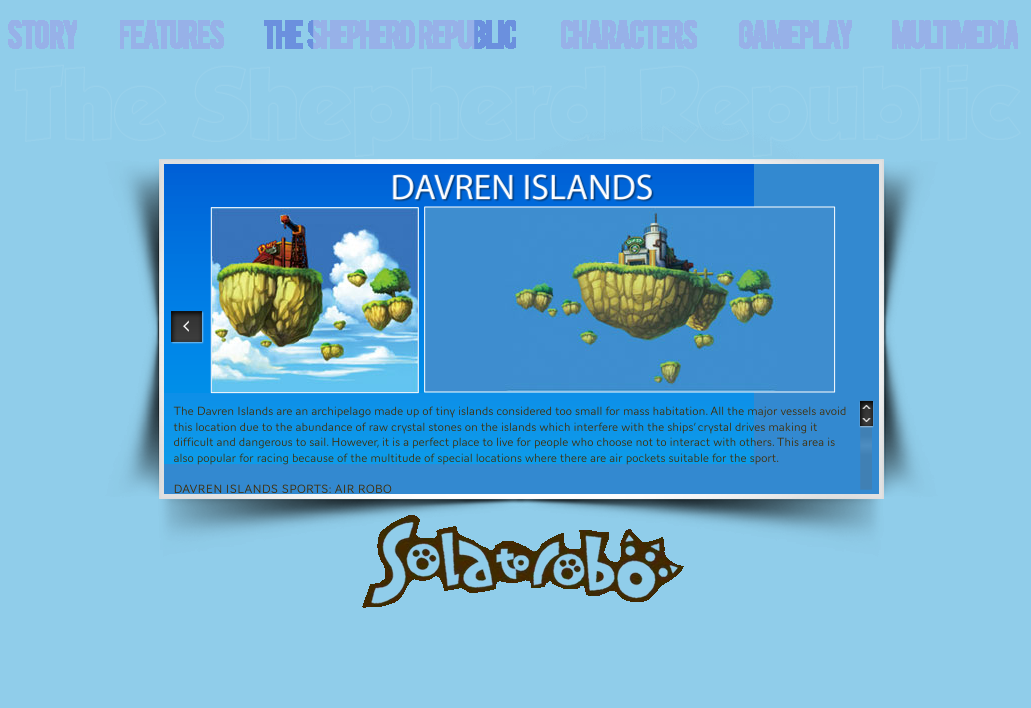 STORY FEATURES THE SHEPHERD REPUBLIC CHARACTERS GAMEPLAY MULTIMEDIA
The Shepherd Republic
DAVREN ISLANDS
The Davren Islands are an archipelago made up of tiny islands considered too small for mass habitation. All the major vessels avoid
this location due to the abundance of raw crystal stones on the islands which interfere with the ships' crystal drives making it
difficult and dangerous to sail. However, it is a perfect place to live for people who choose not to interact with others. This area is
also popular for racing because of the multitude of special locations where there are air pockets suitable for the sport.
DAVREN ISLANDS SPORTS: AIR ROBO
Solatorobo